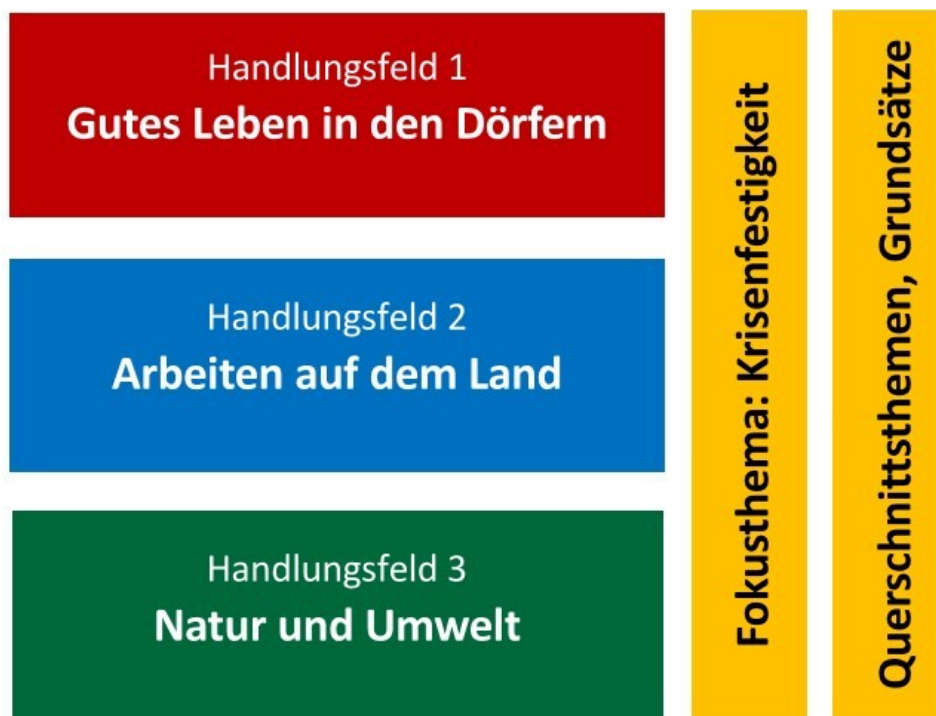 Handlungsfeld 1
Gutes Leben in den Dörfern
Handlungsfeld 2
Arbeiten auf dem Land
Handlungsfeld 3
Natur und Umwelt
Fokusthema: Krisenfestigkeit
Querschnittsthemen, Grundsätze